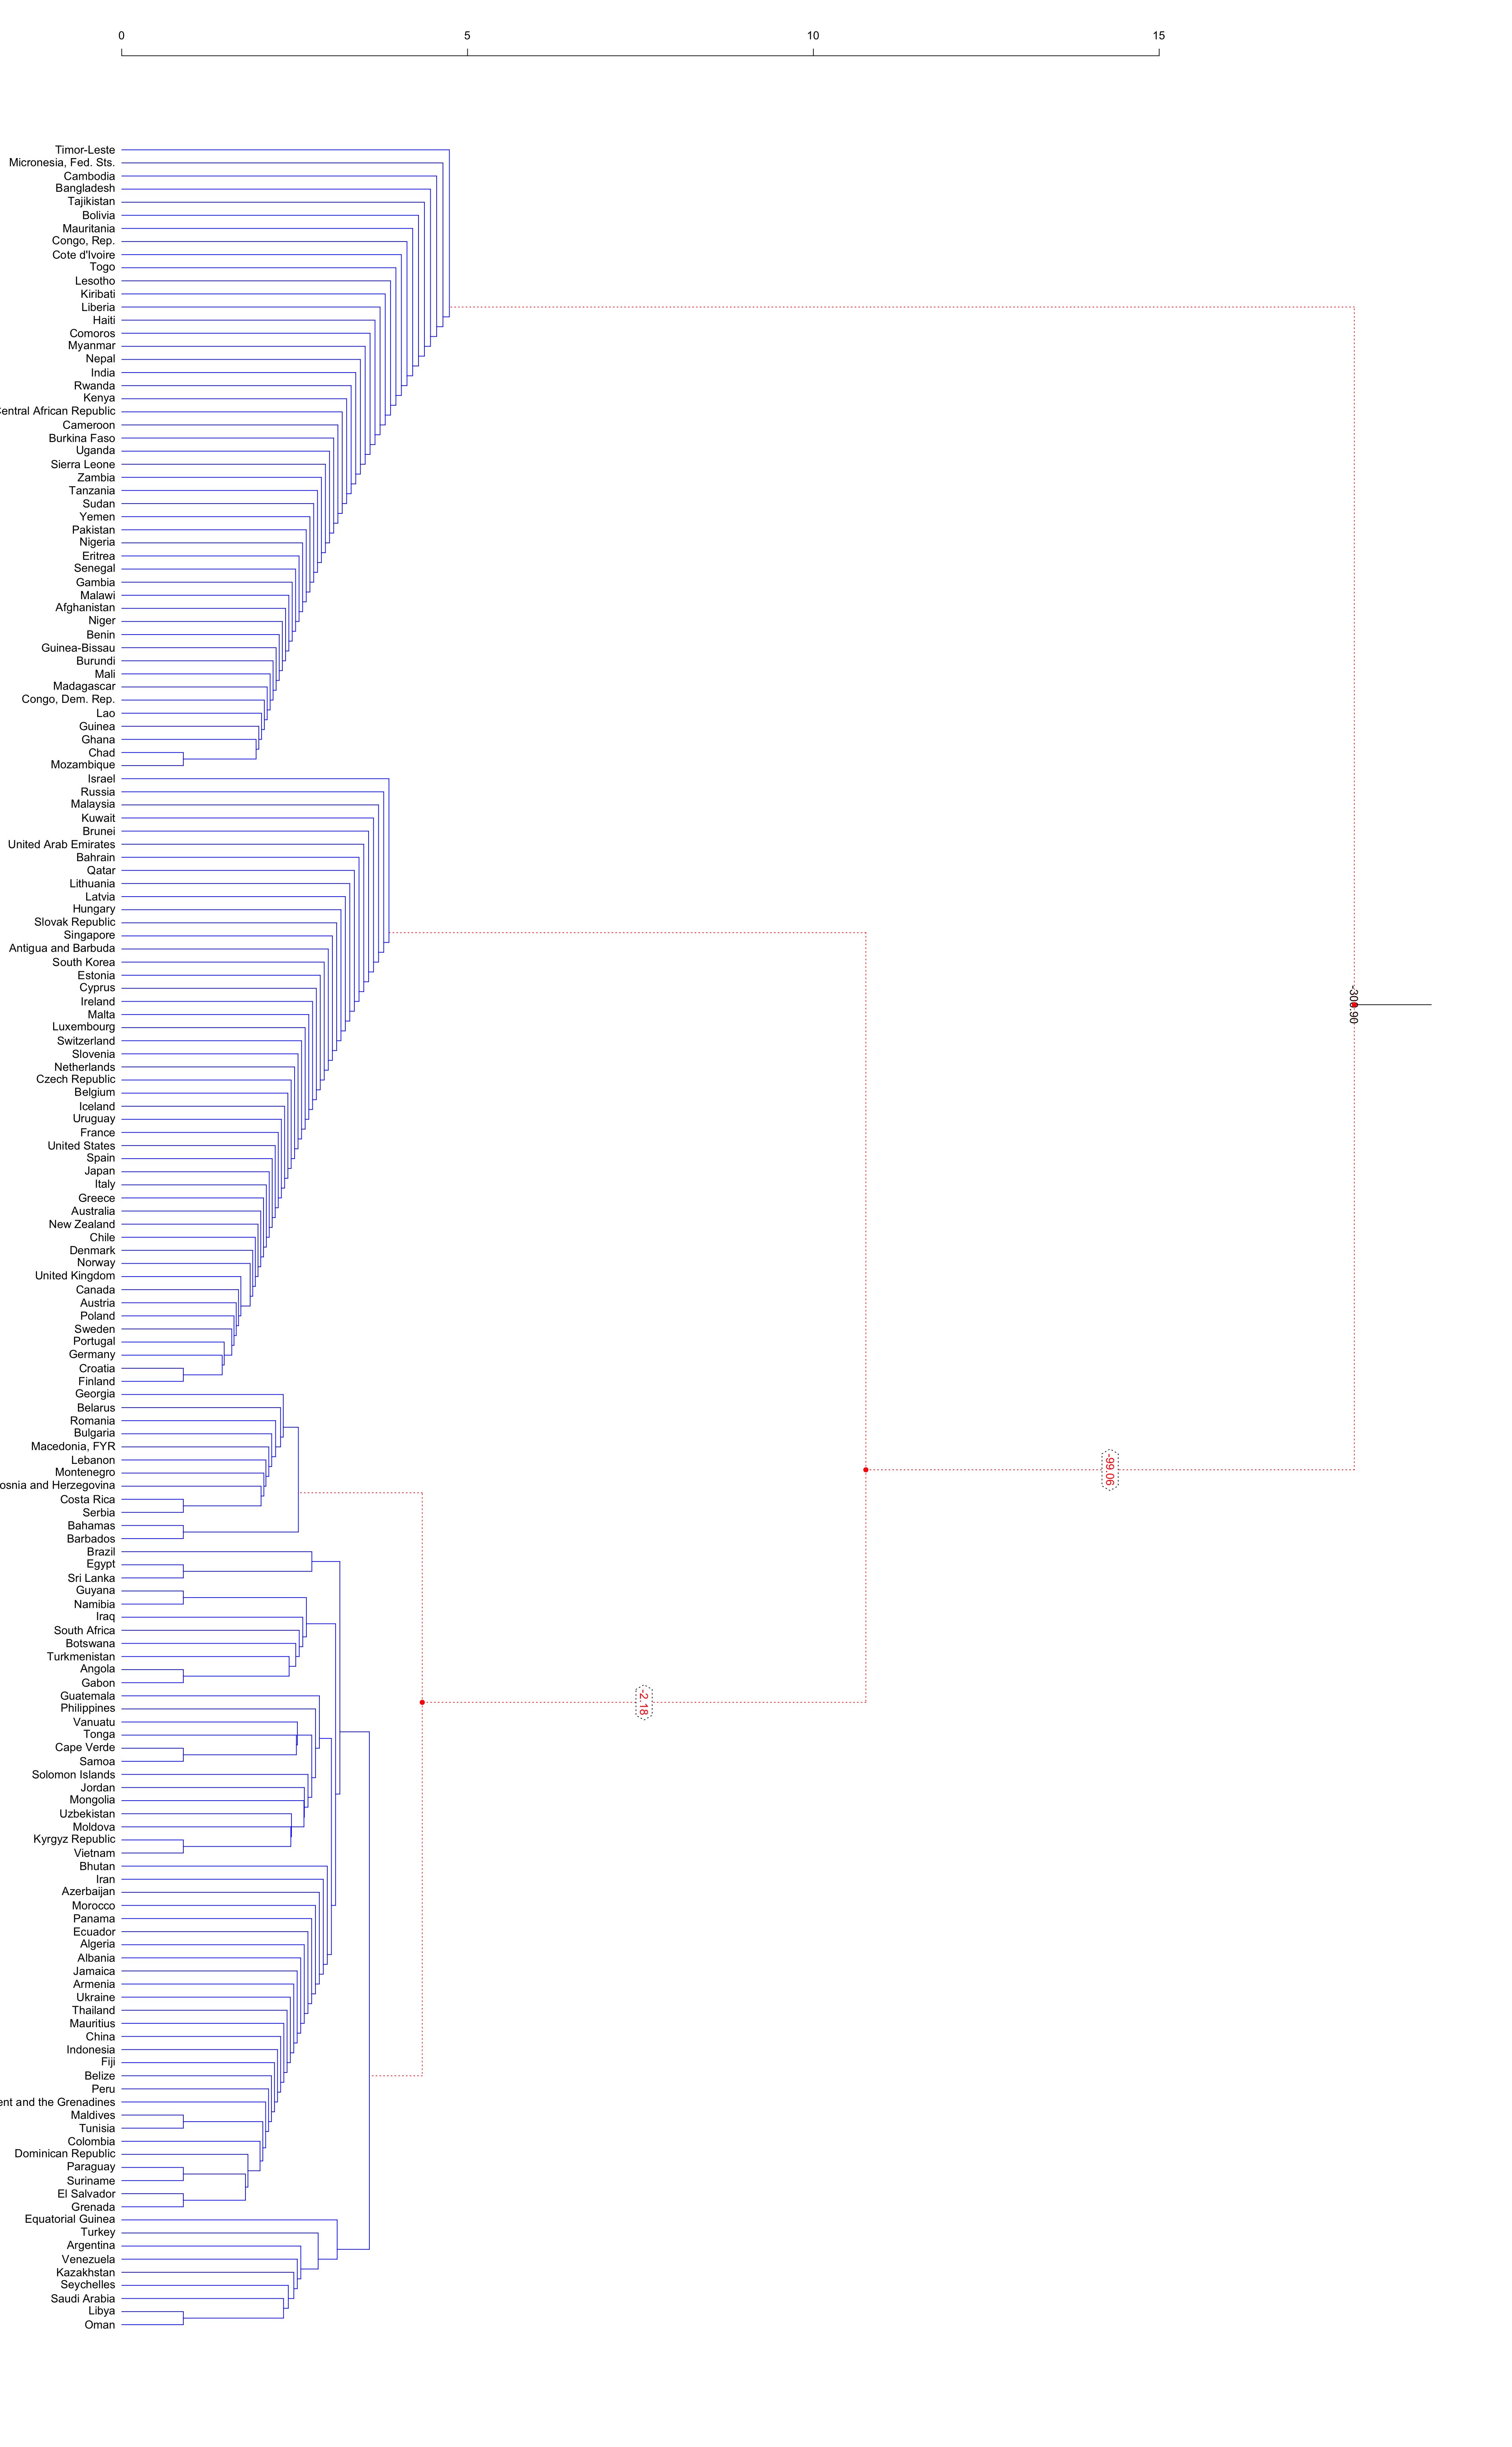 0 5 10 15
Timor-Leste
Micronesia, Fed. Sts.
Cambodia
Bangladesh
Tajikistan
Bolivia
Mauritania
Congo, Rep.
Cote d'Ivoire
Togo
Lesotho
Kiribati
Liberia
Haiti
Comoros
Myanmar
Nepal
India
Rwanda
Kenya
entral African Republic
Cameroon
Burkina Faso
Uganda
Sierra Leone
Zambia
Tanzania
Sudan
Yemen
Pakistan
Nigeria
Eritrea
Senegal
Gambia
Malawi
Afghanistan
Niger
Benin
Guinea-Bissau
Burundi
Mali
Madagascar
Congo, Dem. Rep.
Lao
Guinea
Ghana
Chad
Mozambique
Israel
Russia
Malaysia
Kuwait
Brunei
United Arab Emirates
Bahrain
Qatar
Lithuania
Latvia
Hungary
Slovak Republic
Singapore
Antigua and Barbuda
South Korea
Estonia
Cyprus
Ireland
Malta
Luxembourg
Switzerland
Slovenia
Netherlands
Czech Republic
Belgium
Iceland
Uruguay
France
United States
Spain
Japan
Italy
Greece
Australia
New Zealand
Chile
Denmark
Norway
United Kingdom
Canada
Austria
Poland
Sweden
Portugal
Germany
Croatia
Finland
Georgia
Belarus
Romania
Bulgaria
Macedonia, FYR
Lebanon
Montenegro
osnia and Herzegovina
Costa Rica
Serbia
Bahamas
Barbados
Brazil
Egypt
Sri Lanka
Guyana
Namibia
Iraq
South Africa
Botswana
Turkmenistan
Angola
Gabon
Guatemala
Philippines
Vanuatu
Tonga
Cape Verde
Samoa
Solomon Islands
Jordan
Mongolia
Uzbekistan
Moldova
Kyrgyz Republic
Vietnam
Bhutan
Iran
Azerbaijan
Morocco
Panama
Ecuador
Algeria
Albania
Jamaica
Armenia
Ukraine
Thailand
Mauritius
China
Indonesia
Fiji
Belize
Peru
ent and the Grenadines
Maldives
Tunisia
Colombia
Dominican Republic
Paraguay
Suriname
El Salvador
Grenada
Equatorial Guinea
Turkey
Argentina
Venezuela
Kazakhstan
Seychelles
Saudi Arabia
Libya
Oman
-99.06
-2.18